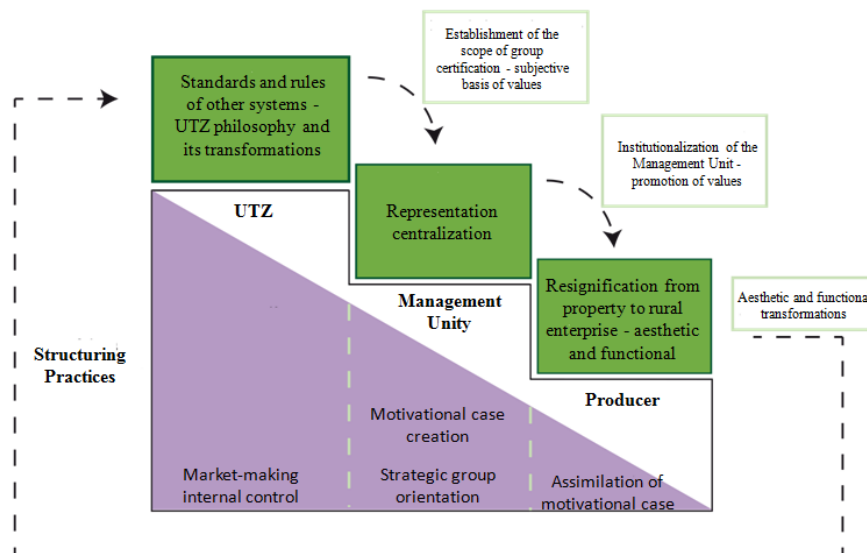 Establishment of the
scope of group
certification - subjective
basis of values
Standards and rules
of other systems -
UTZ philosophy and
its transformations
Institutionalization of the
Management Unit -
promotion of values
UTZ
Representation
centralization
Resignification from
property to rural
enterprise - aesthetic
and functional
Aesthetic and functiona
transformations
Management
Unity
Structuring
Practices
Producer
Motivational case
creation
Market-making
internal control
Strategic group
orientation
Assimilation of
motivational case